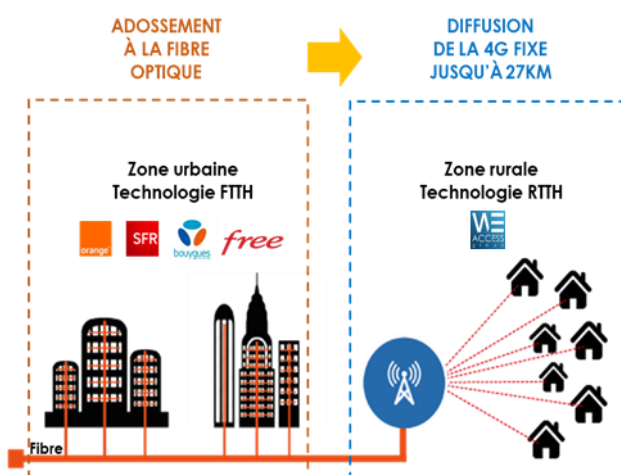 ADOSSEMENT
À LA FIBRE
OPTIQUE
DIFFUSION
DE LA 4G FIXE
JUSQU'À 27KM
Zone urbaine
Technologie FTTH
orange
SFR
bouygues
free
Zone rurale
Technologie RTTH
WE
ACCESS
group
Fibre